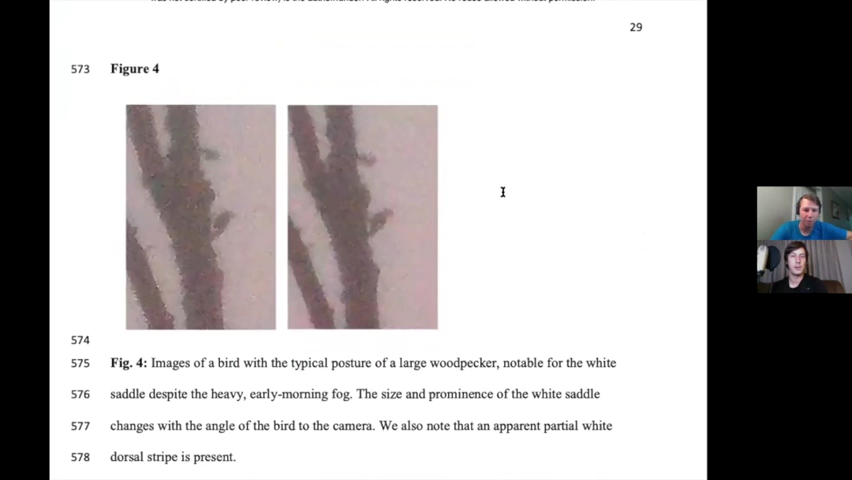 29
573 Figure 4
574
575 Fig. 4: Images of a bird with the typical posture of a large woodpecker, notable for the white
576 saddle despite the heavy, early-morning fog. The size and prominence of the white saddle
577 changes with the angle of the bird to the camera. We also note that an apparent partial white
578 dorsal stripe is present.